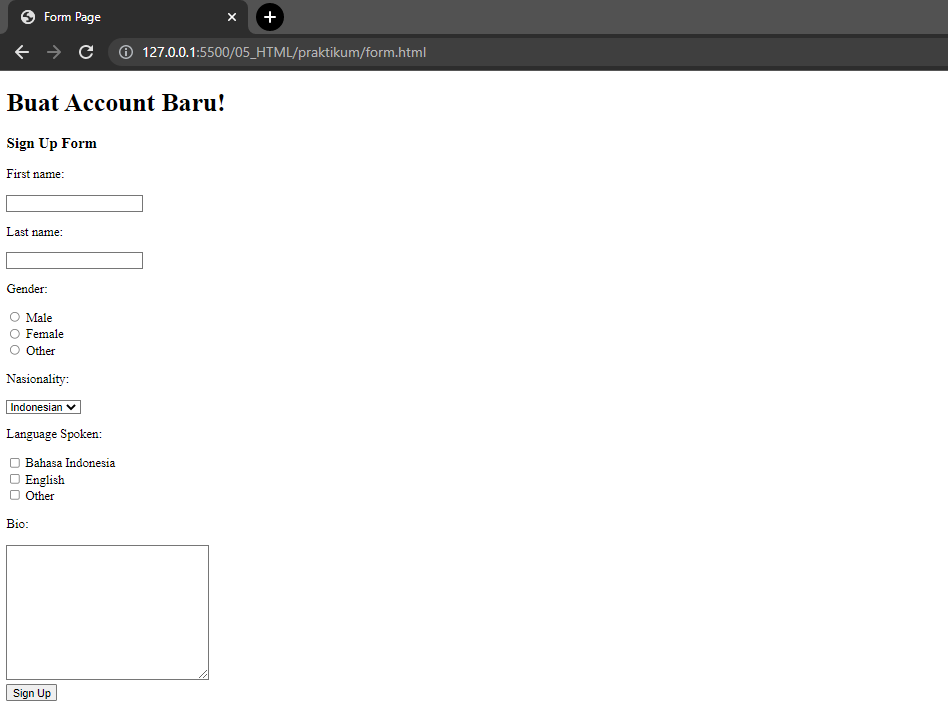 Form Page
127.0.0.1:5500/05_HTML/praktikum/form.html
Buat Account Baru!
Sign Up Form
First name:
Last name:
Gender:
Male
Female
Other
Nasionality:
Indonesian
Language Spoken:
Bahasa Indonesia
English
Other
Bio:
Sign Up